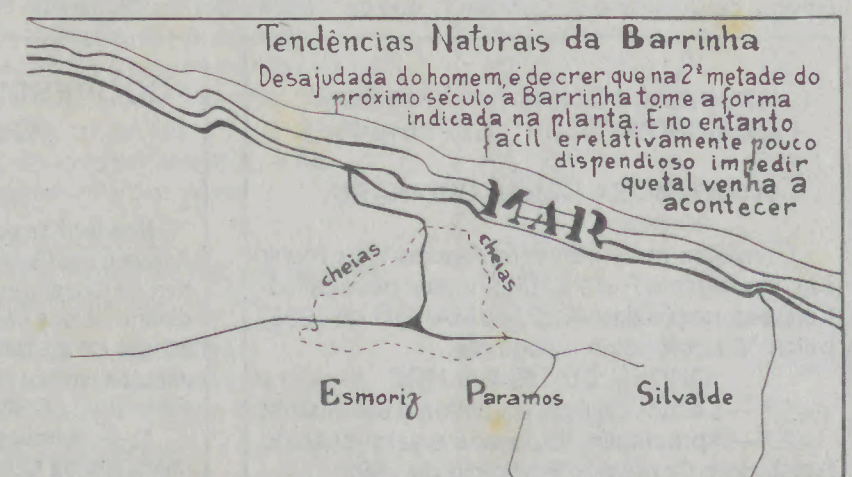 Tendências Naturais da Barrinha
Desajudada do homem, é de crer que na 2ª metade do
próximo século a Barrinha tome a forma
indicada na planta. É no entanto
fácil e relativamente pouco
dispendioso impedir
que tal venha a
acontecer
MAR
cheias
cheias
Esmoriz
Paramos
Silvalde